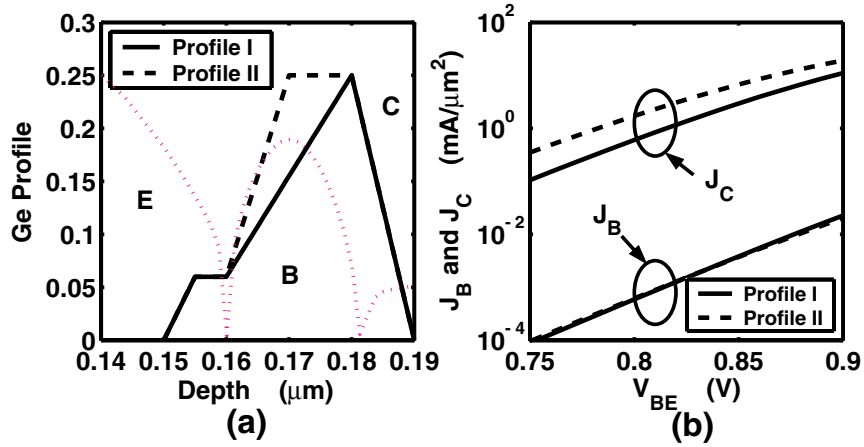 Profile I
Profile II
0.3
0.25
0.2
0.15
0.1
0.05
0
Ge Profile
E
B
C
0.14 0.15 0.16 0.17 0.18 0.19
Depth (μm)
(a)
10^2
10^0
10^-2
10^-4
J_B and J_C (mA/μm^2)
J_C
J_B
Profile I
Profile II
0.75 0.8 0.85 0.9
V_BE (V)
(b)